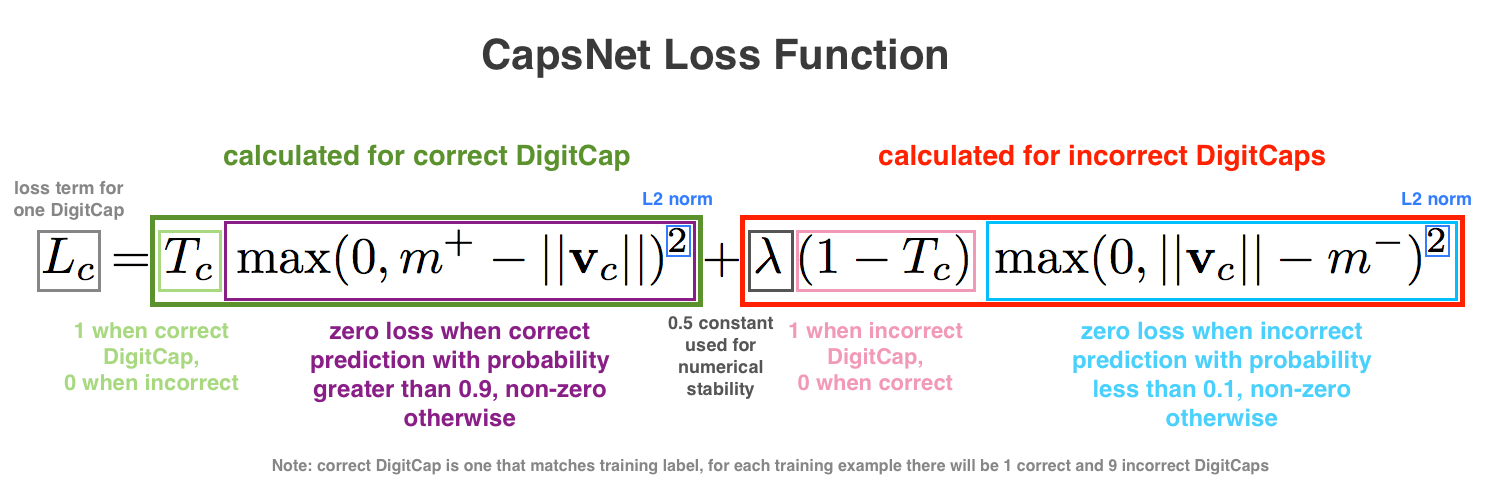 CapsNet Loss Function
calculated for correct DigitCap
calculated for incorrect DigitCaps
loss term for
one DigitCap
L2 norm
L2 norm
L_c = T_c max(0, m^+ − ||v_c||)^2 + λ (1 − T_c) max(0, ||v_c|| − m^−)^2
1 when correct
DigitCap,
0 when incorrect
zero loss when correct
prediction with probability
greater than 0.9, non-zero
otherwise
0.5 constant
used for
numerical
stability
1 when incorrect
DigitCap,
0 when correct
zero loss when incorrect
prediction with probability
less than 0.1, non-zero
otherwise
Note: correct DigitCap is one that matches training label, for each training example there will be 1 correct and 9 incorrect DigitCaps